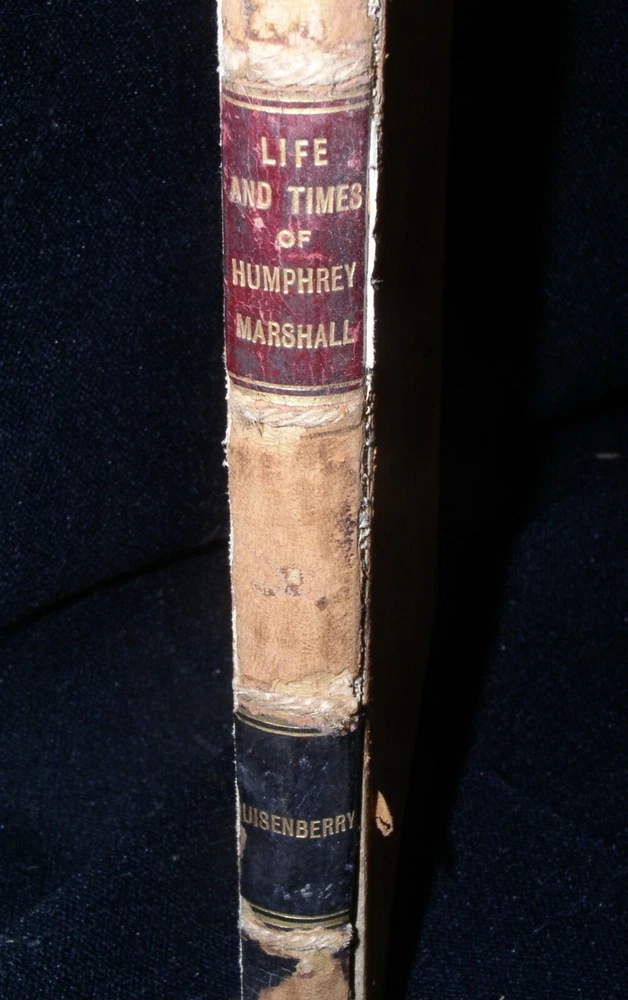 LIFE
AND TIMES
OF
HUMPHREY
MARSHALL
UISENBERRY